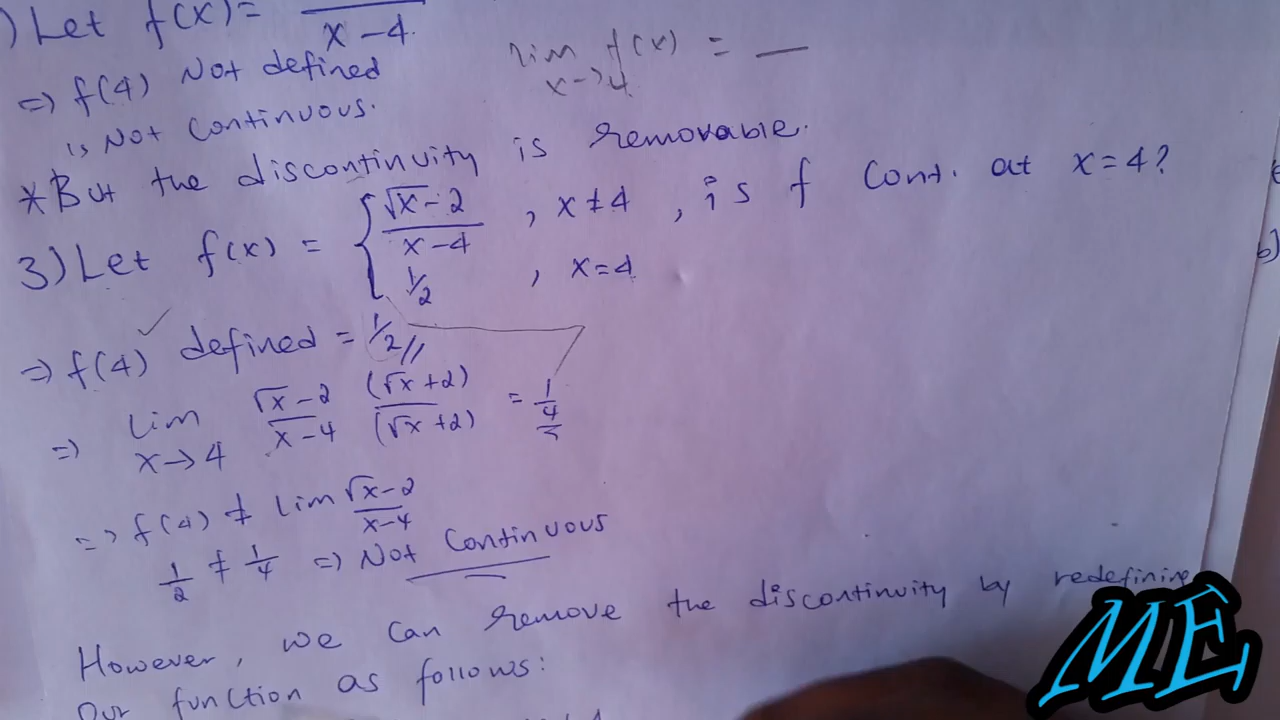 ) Let f(x) = ──── / x-4
lim x→4 f(x) = __
⇒ f(4) Not defined
is Not continuous.
*But the discontinuity is removable.
3) Let f(x) = { (√x-2)/(x-4) , x≠4 , is f cont. at x=4?
1/2 , x=4
⇒ f(4) ✓ defined = 1/2 //
⇒ lim x→4 (√x-2)/(x-4) (√x+2)/(√x+2) = 1/4
⇒ f(4) ≠ lim (√x-2)/(x-4)
1/2 ≠ 1/4 ⇒ Not Continuous
However, we can remove the discontinuity by redefining
Our function as follows:
b)
ME